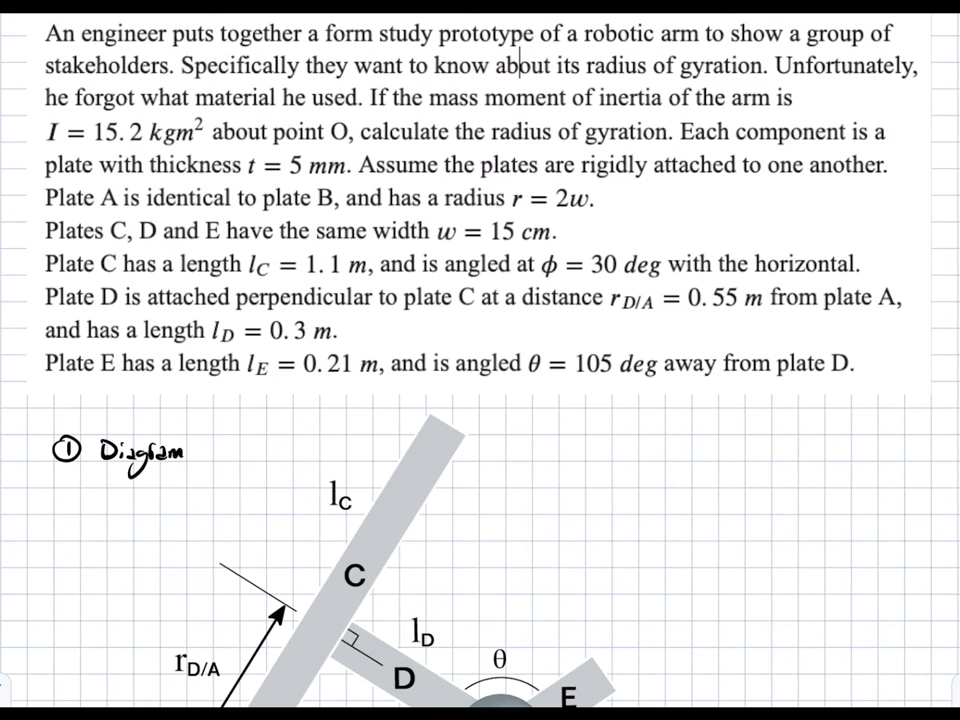 An engineer puts together a form study prototype of a robotic arm to show a group of
stakeholders. Specifically they want to know about its radius of gyration. Unfortunately,
he forgot what material he used. If the mass moment of inertia of the arm is
I = 15. 2 kgm² about point O, calculate the radius of gyration. Each component is a
plate with thickness t = 5 mm. Assume the plates are rigidly attached to one another.
Plate A is identical to plate B, and has a radius r = 2w.
Plates C, D and E have the same width w = 15 cm.
Plate C has a length l_C = 1. 1 m, and is angled at ϕ = 30 deg with the horizontal.
Plate D is attached perpendicular to plate C at a distance r_D/A = 0. 55 m from plate A,
and has a length l_D = 0. 3 m.
Plate E has a length l_E = 0. 21 m, and is angled θ = 105 deg away from plate D.
① Diagram
l_C
C
l_D
θ
r_D/A
D
E